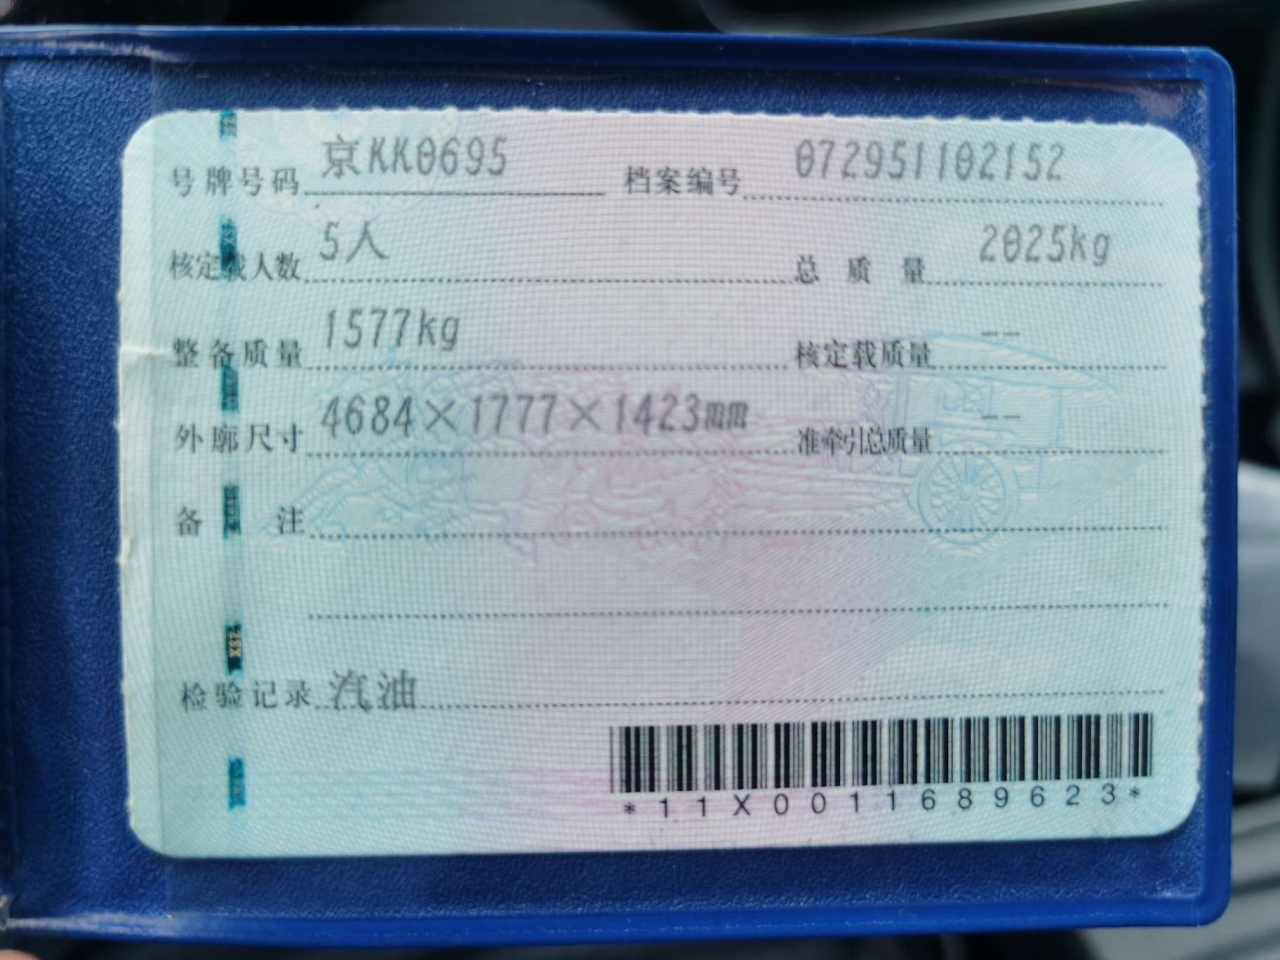 号牌号码 京KK0695 档案编号 072951102152
核定载人数 5人 总质量 2025kg
整备质量 1577kg 核定载质量 --
外廓尺寸 4684×1777×1423mm 准牵引总质量 --
备注
检验记录 汽油
*11X0011689623*